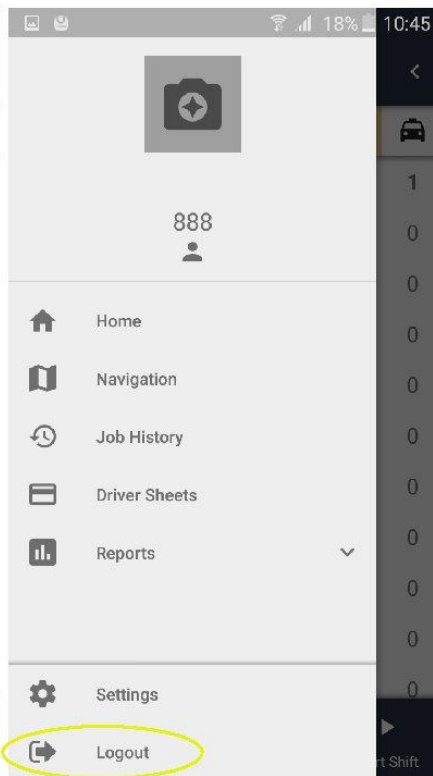 18% 10:45
888
Home
Navigation
Job History
Driver Sheets
Reports
Settings
Logout
1
0
0
0
0
0
0
0
0
0
0
rt Shift